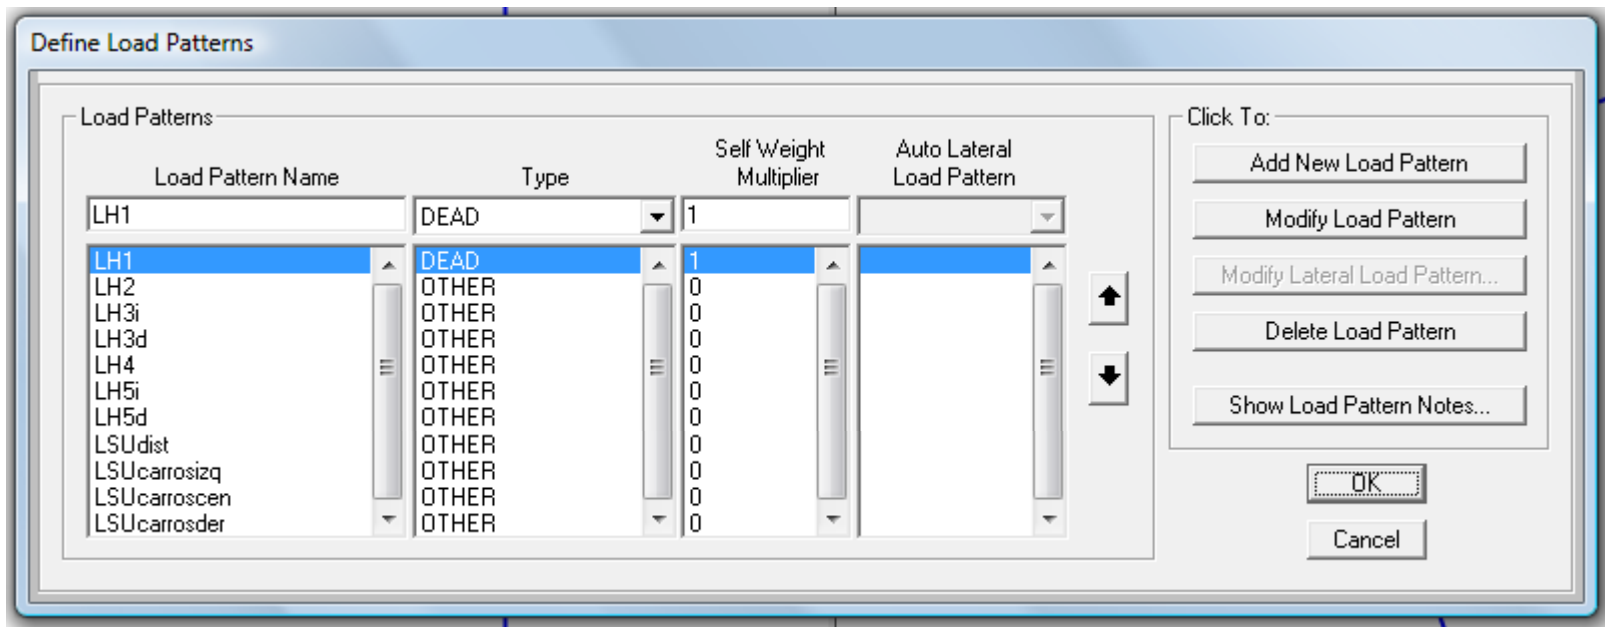 Define Load Patterns
Load Patterns
Click To:
Load Pattern Name
Type
Self Weight
Multiplier
Auto Lateral
Load Pattern
LH1 DEAD 1
LH1 DEAD 1
LH2 OTHER 0
LH3i OTHER 0
LH3d OTHER 0
LH4 OTHER 0
LH5i OTHER 0
LH5d OTHER 0
LSUdist OTHER 0
LSUcarrosizq OTHER 0
LSUcarroscen OTHER 0
LSUcarrosder OTHER 0
Add New Load Pattern
Modify Load Pattern
Modify Lateral Load Pattern...
Delete Load Pattern
Show Load Pattern Notes...
OK
Cancel